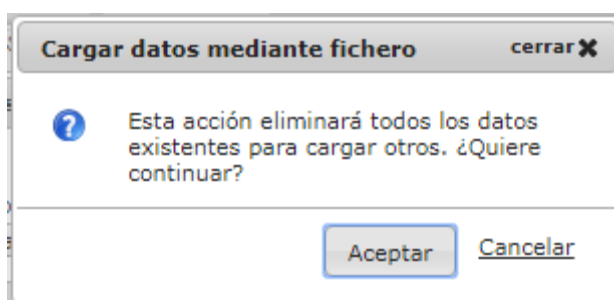 Cargar datos mediante fichero cerrar
Esta acción eliminará todos los datos
existentes para cargar otros. ¿Quiere
continuar?
Aceptar Cancelar